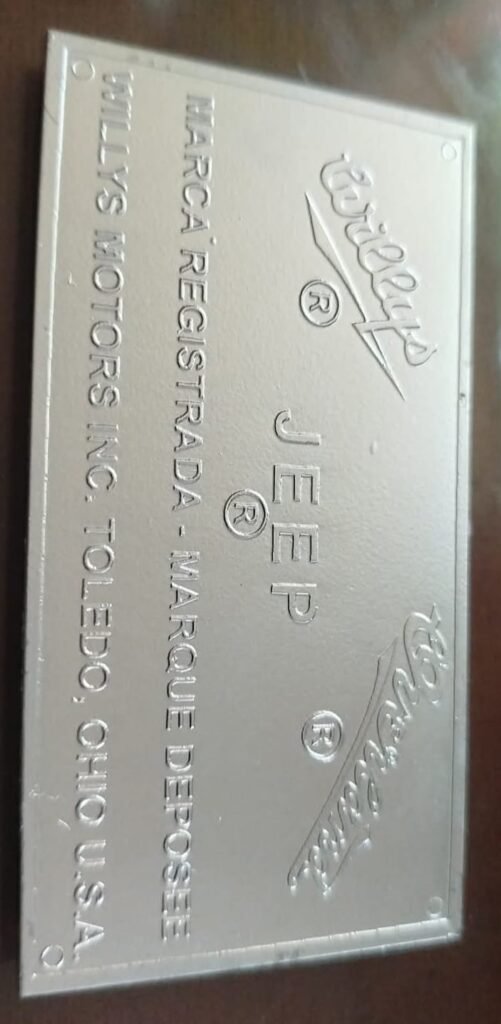 Willys Overland
® ®
JEEP
®
MARCA REGISTRADA - MARQUE DEPOSEE
WILLYS MOTORS INC. TOLEDO, OHIO U.S.A.